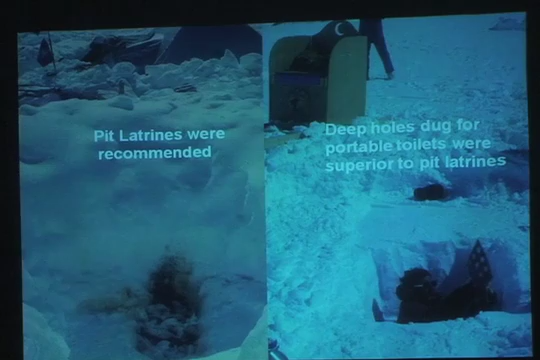 Pit Latrines were
recommended
Deep holes dug for
portable toilets were
superior to pit latrines